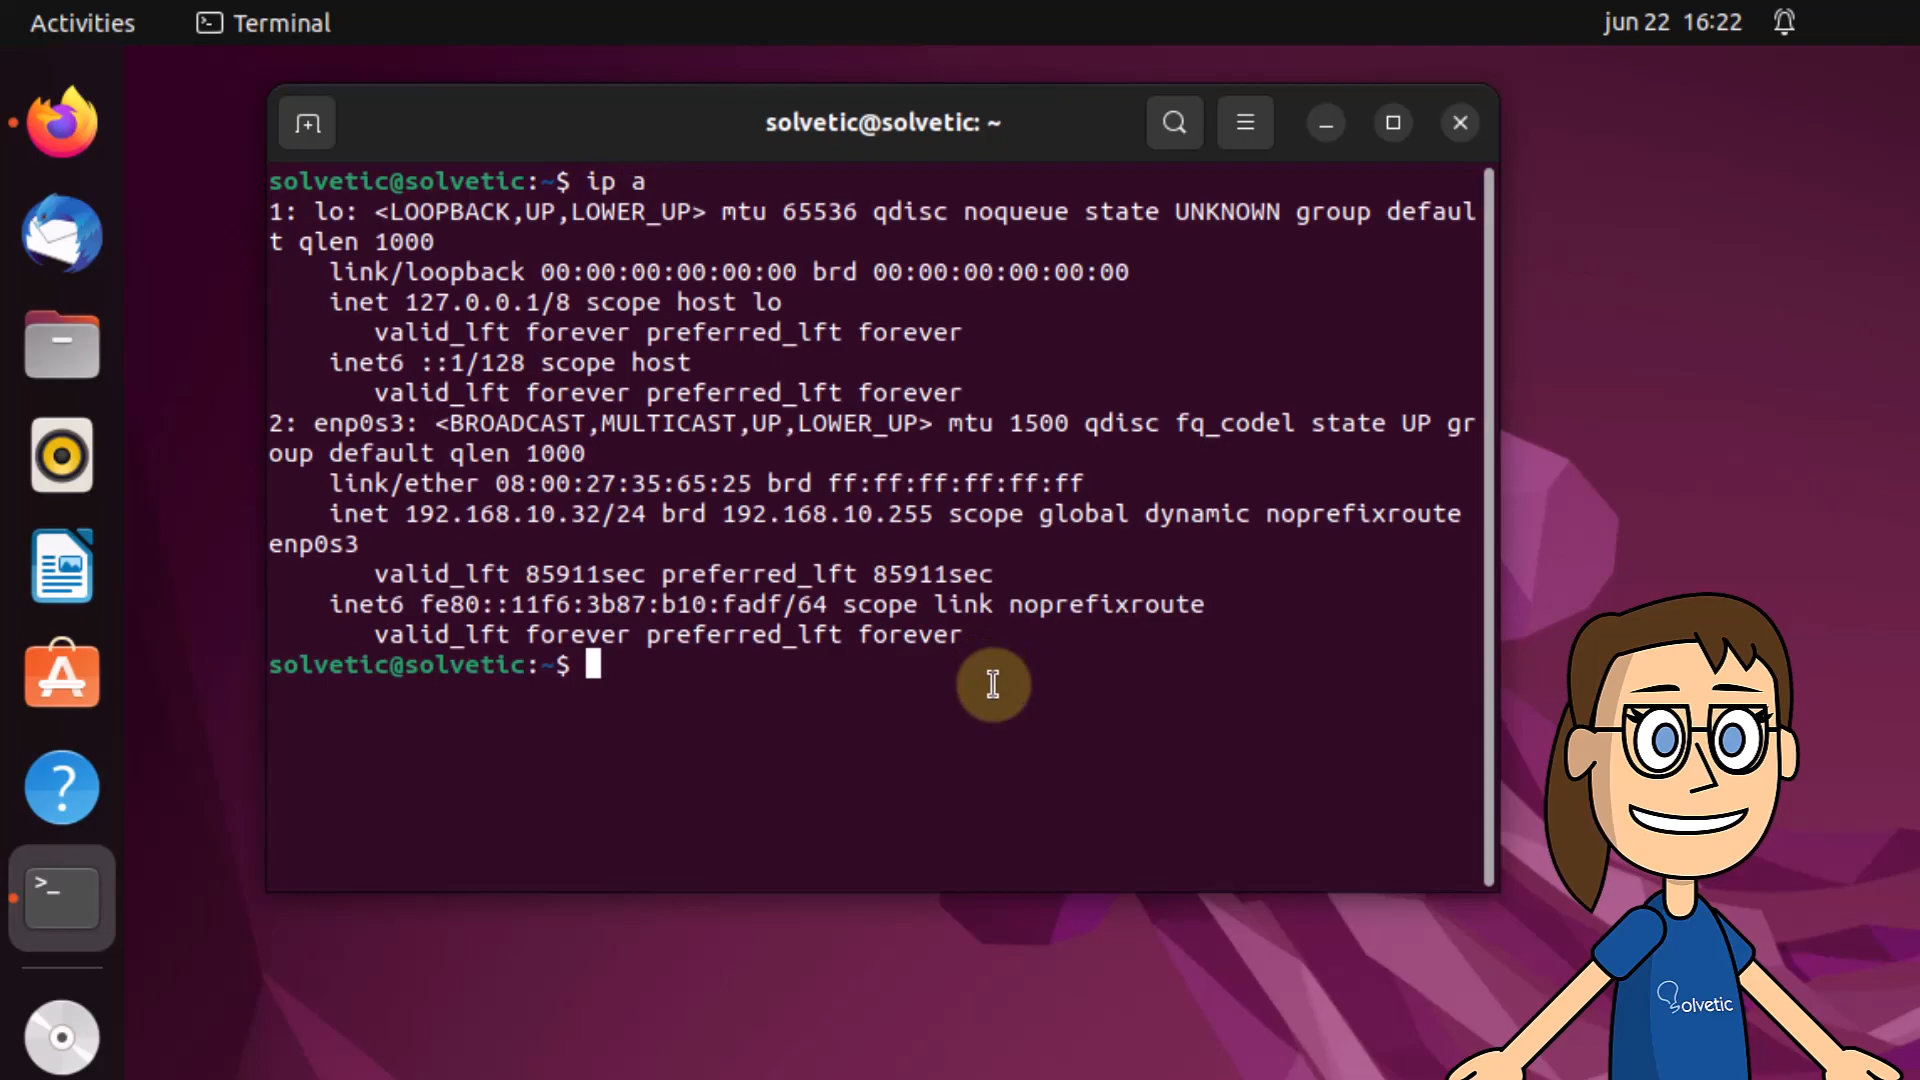 Activities
Terminal
jun 22 16:22
solvetic@solvetic: ~
solvetic@solvetic:~$ ip a
1: lo: <LOOPBACK,UP,LOWER_UP> mtu 65536 qdisc noqueue state UNKNOWN group defaul
t qlen 1000
link/loopback 00:00:00:00:00:00 brd 00:00:00:00:00:00
inet 127.0.0.1/8 scope host lo
valid_lft forever preferred_lft forever
inet6 ::1/128 scope host
valid_lft forever preferred_lft forever
2: enp0s3: <BROADCAST,MULTICAST,UP,LOWER_UP> mtu 1500 qdisc fq_codel state UP gr
oup default qlen 1000
link/ether 08:00:27:35:65:25 brd ff:ff:ff:ff:ff:ff
inet 192.168.10.32/24 brd 192.168.10.255 scope global dynamic noprefixroute
enp0s3
valid_lft 85911sec preferred_lft 85911sec
inet6 fe80::11f6:3b87:b10:fadf/64 scope link noprefixroute
valid_lft forever preferred_lft forever
solvetic@solvetic:~$
Solvetic